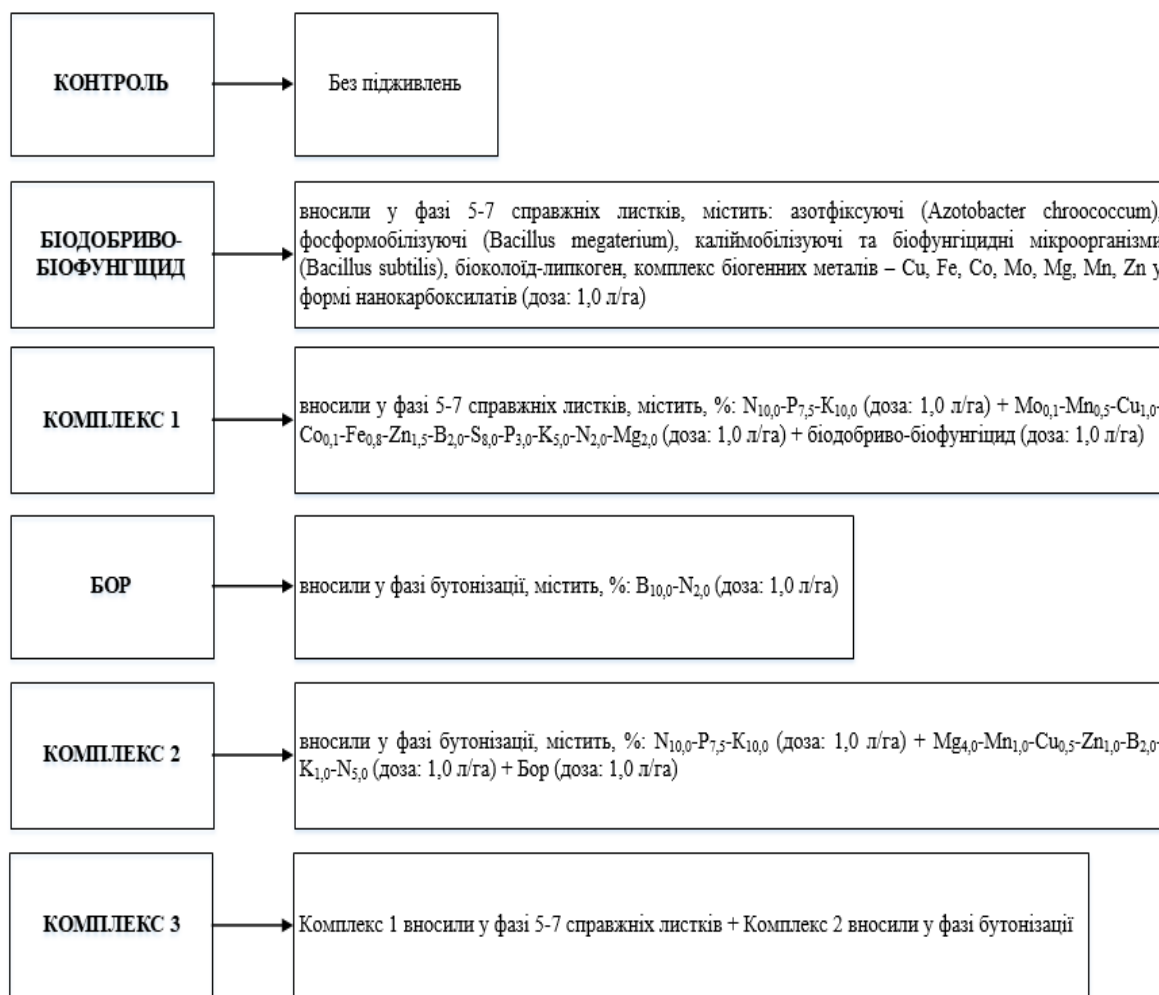 КОНТРОЛЬ
Без підживлень
БІОДОБРИВО-
БІОФУНГІЦИД
вносили у фазі 5-7 справжніх листків, містить: азотфіксуючі (Azotobacter chroococcum),
фосформобілізуючі (Bacillus megaterium), каліймобілізуючі та біофунгіцидні мікроорганізми
(Bacillus subtilis), біоколоїд-липкоген, комплекс біогенних металів – Cu, Fe, Co, Mo, Mg, Mn, Zn у
формі нанокарбоксилатів (доза: 1,0 л/га)
КОМПЛЕКС 1
вносили у фазі 5-7 справжніх листків, містить, %: N10,0-P7,5-K10,0 (доза: 1,0 л/га) + Mo0,1-Mn0,5-Cu1,0-
Co0,1-Fe0,8-Zn1,5-B2,0-S8,0-P3,0-K5,0-N2,0-Mg2,0 (доза: 1,0 л/га) + біодобриво-біофунгіцид (доза: 1,0 л/га)
БОР
вносили у фазі бутонізації, містить, %: B10,0-N2,0 (доза: 1,0 л/га)
КОМПЛЕКС 2
вносили у фазі бутонізації, містить, %: N10,0-P7,5-K10,0 (доза: 1,0 л/га) + Mg4,0-Mn1,0-Cu0,5-Zn1,0-B2,0-
K1,0-N5,0 (доза: 1,0 л/га) + Бор (доза: 1,0 л/га)
КОМПЛЕКС 3
Комплекс 1 вносили у фазі 5-7 справжніх листків + Комплекс 2 вносили у фазі бутонізації